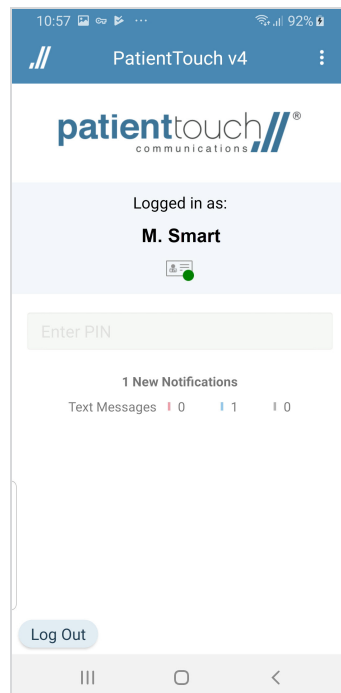 10:57 92%
PatientTouch v4
patienttouch®
communications
Logged in as:
M. Smart
Enter PIN
1 New Notifications
Text Messages 0 1 0
Log Out